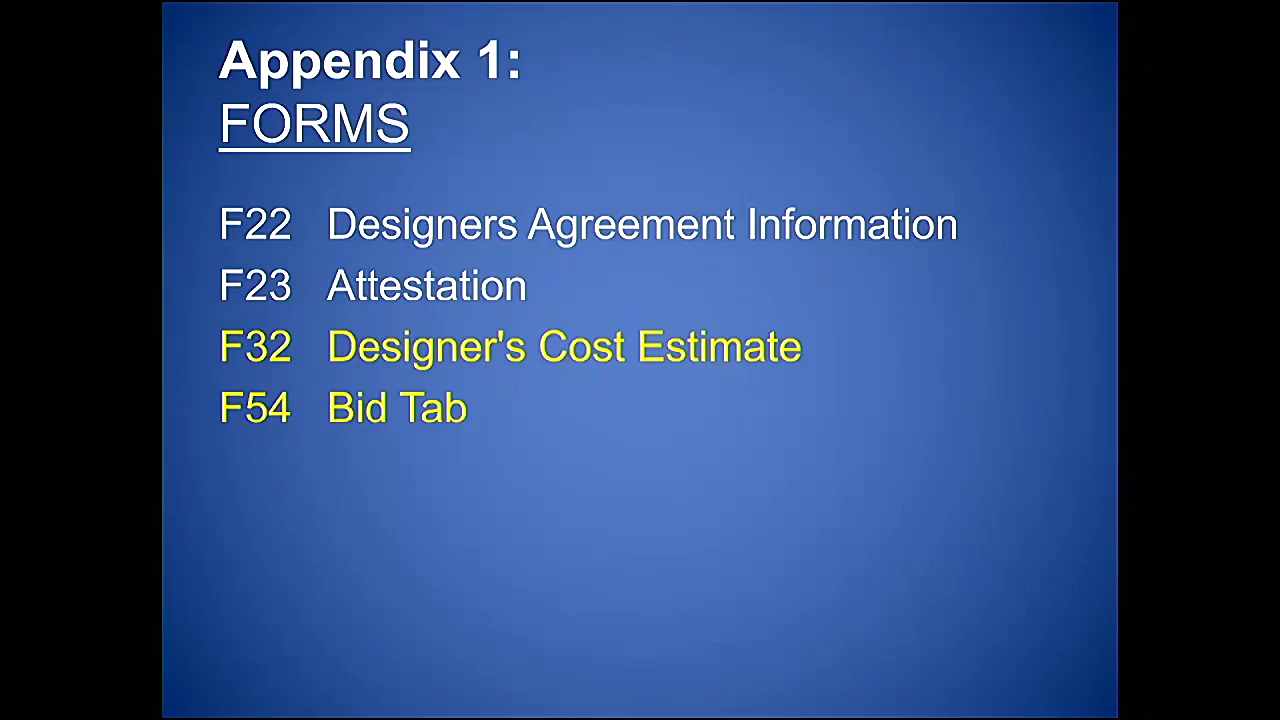 Appendix 1:
FORMS
F22 Designers Agreement Information
F23 Attestation
F32 Designer's Cost Estimate
F54 Bid Tab